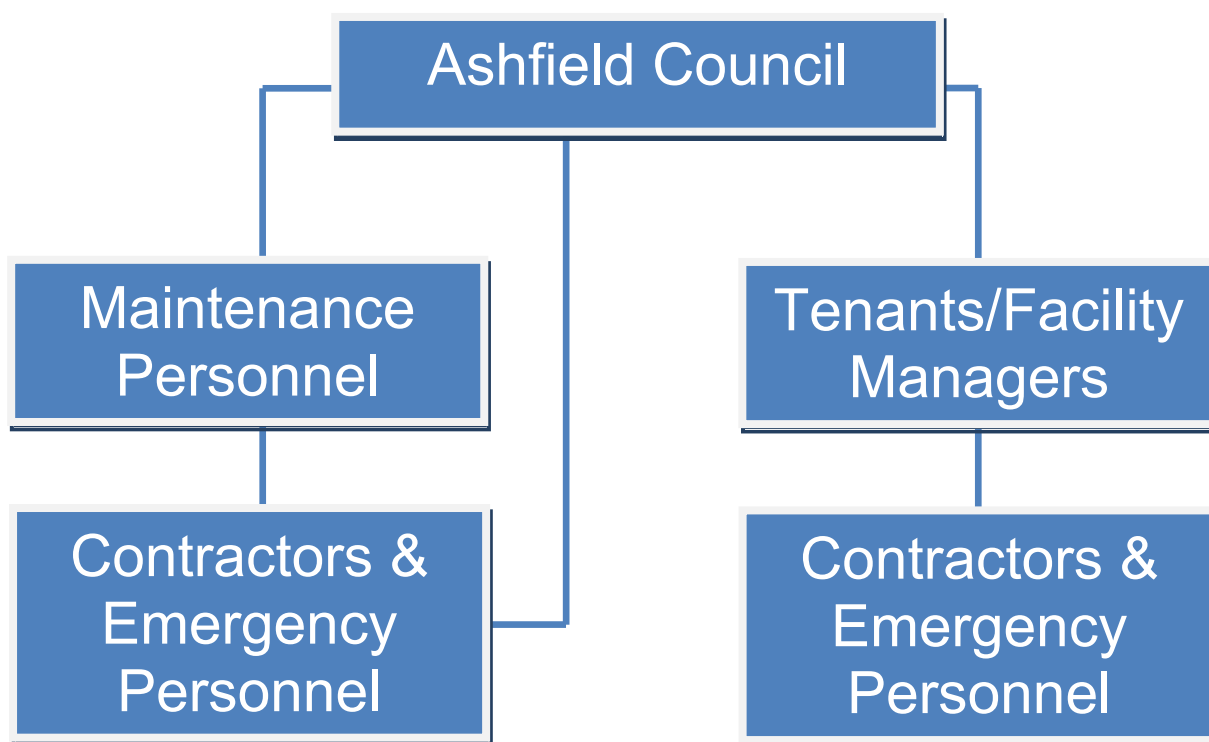 Ashfield Council
Maintenance
Personnel
Tenants/Facility
Managers
Contractors &
Emergency
Personnel
Contractors &
Emergency
Personnel